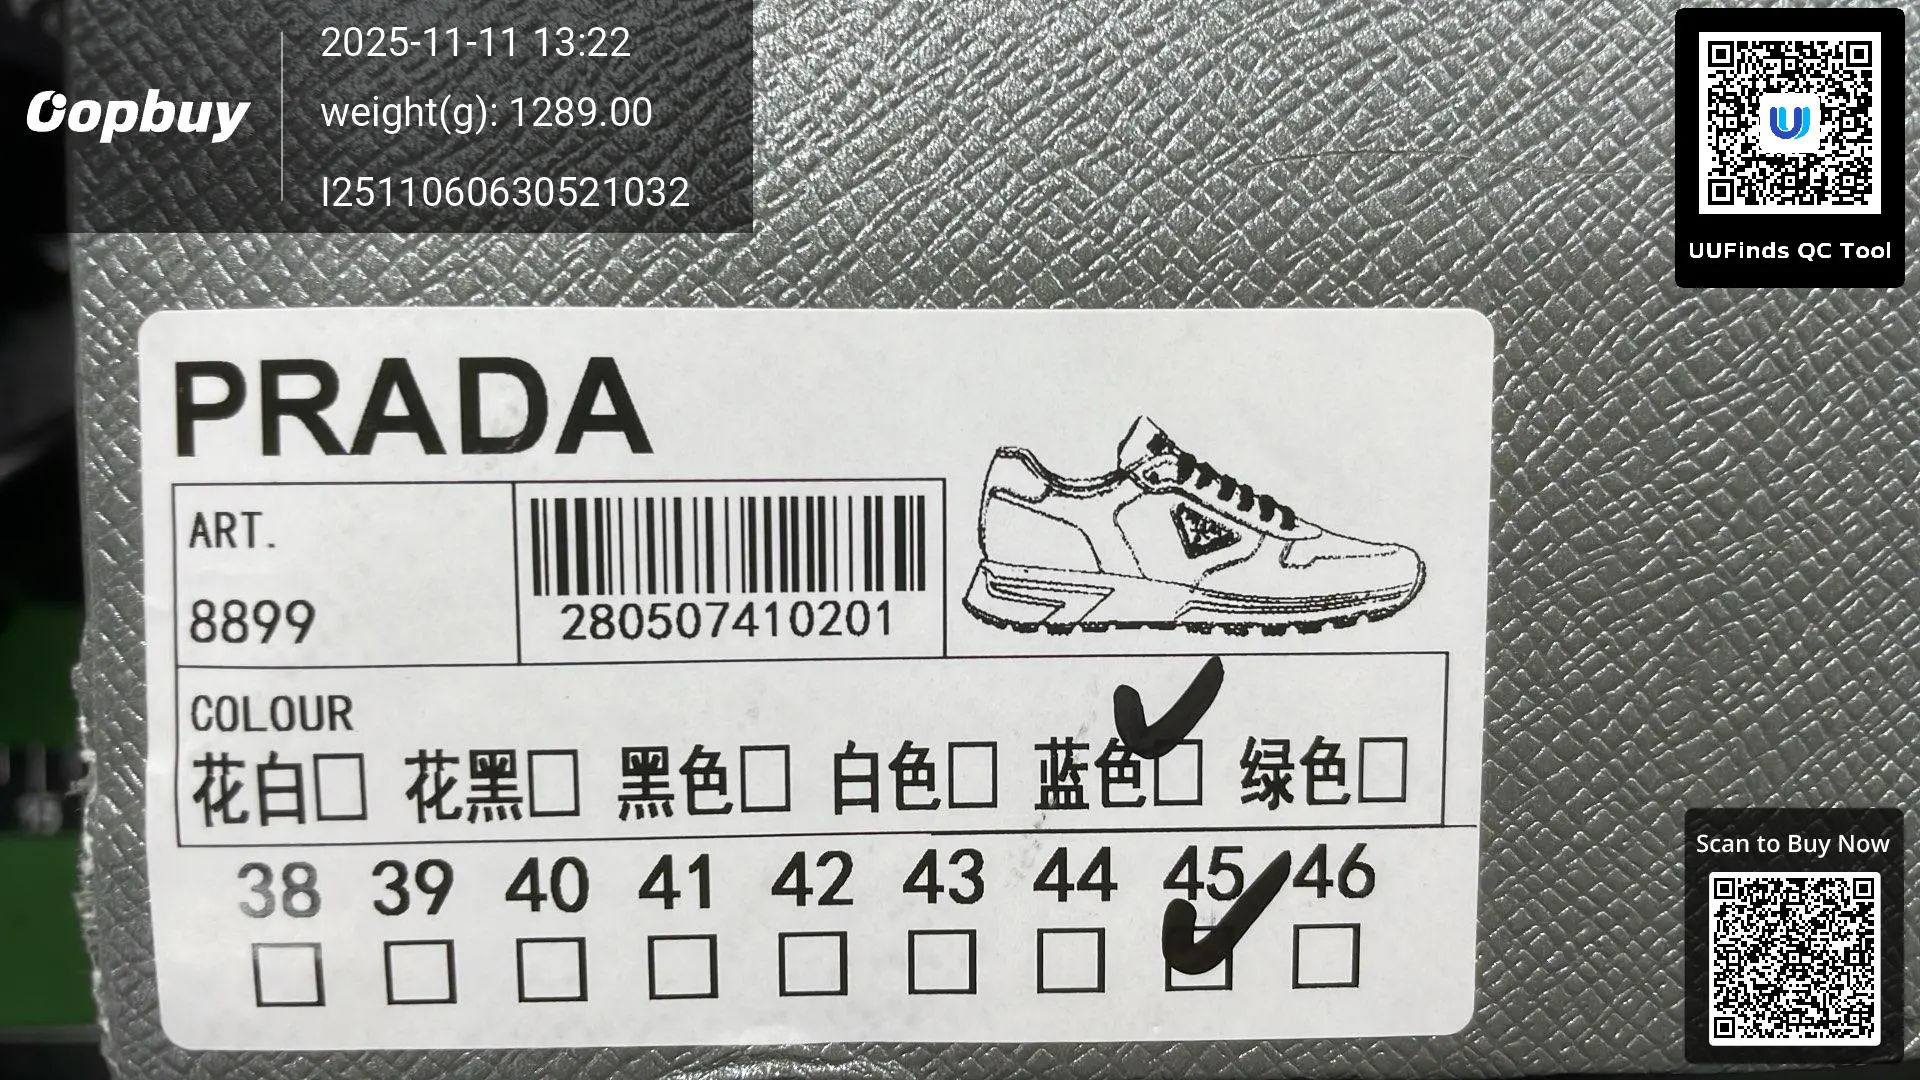 Oopbuy
2025-11-11 13:22
weight(g): 1289.00
I2511060630521032
UUFinds QC Tool
PRADA
ART.
8899
280507410201
COLOUR
花白□ 花黑□ 黑色□ 白色□ 蓝色□ 绿色□
38 39 40 41 42 43 44 45 46
Scan to Buy Now